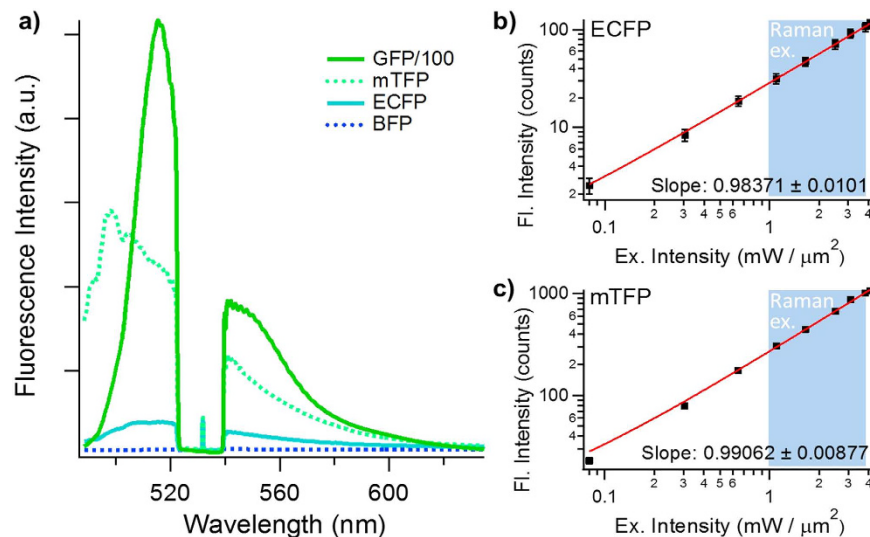 a)
Fluorescence Intensity (a.u.)
GFP/100
mTFP
ECFP
BFP
520
560
600
Wavelength (nm)
b)
ECFP
Raman
ex.
Fl. Intensity (counts)
100
6
4
2
10
6
4
2
Slope: 0.98371 ± 0.0101
0.1
2
3
4
5
6
1
2
3
4
Ex. Intensity (mW / μm²)
c)
mTFP
Raman
ex.
Fl. Intensity (counts)
1000
6
4
2
100
6
4
Slope: 0.99062 ± 0.00877
0.1
2
3
4
5
6
1
2
3
4
Ex. Intensity (mW / μm²)